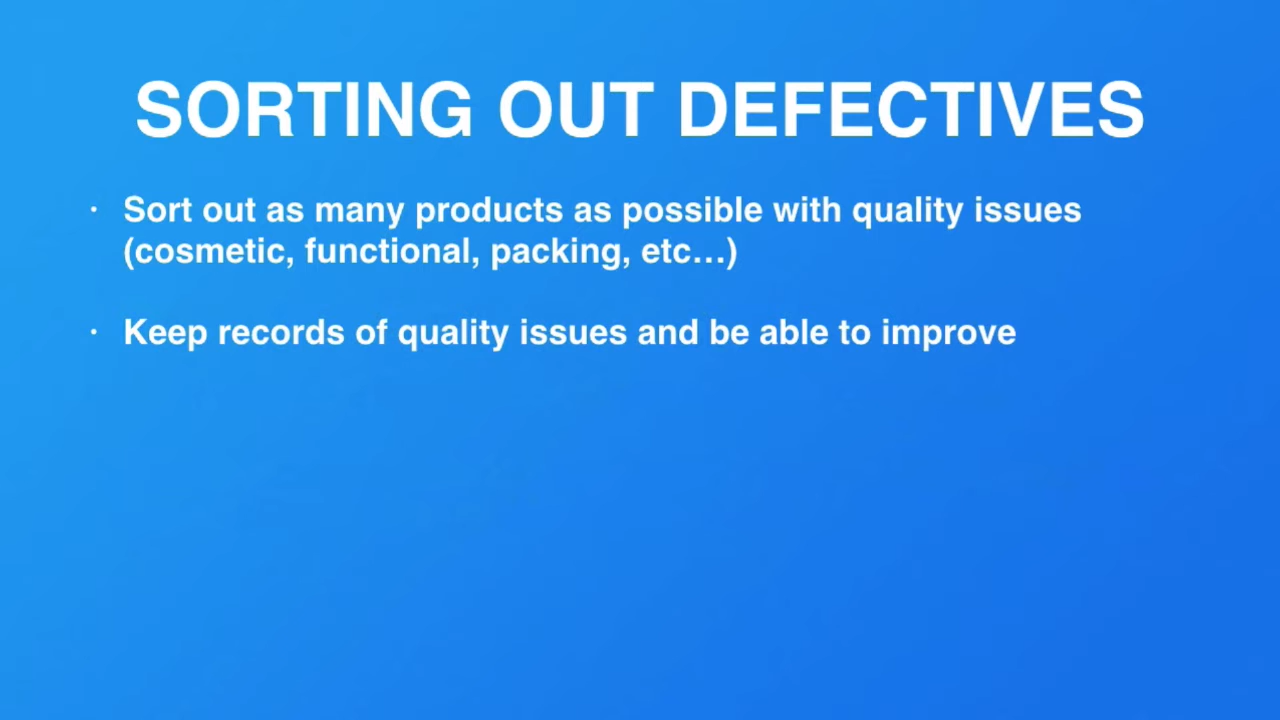 SORTING OUT DEFECTIVES
· Sort out as many products as possible with quality issues
(cosmetic, functional, packing, etc…)
· Keep records of quality issues and be able to improve